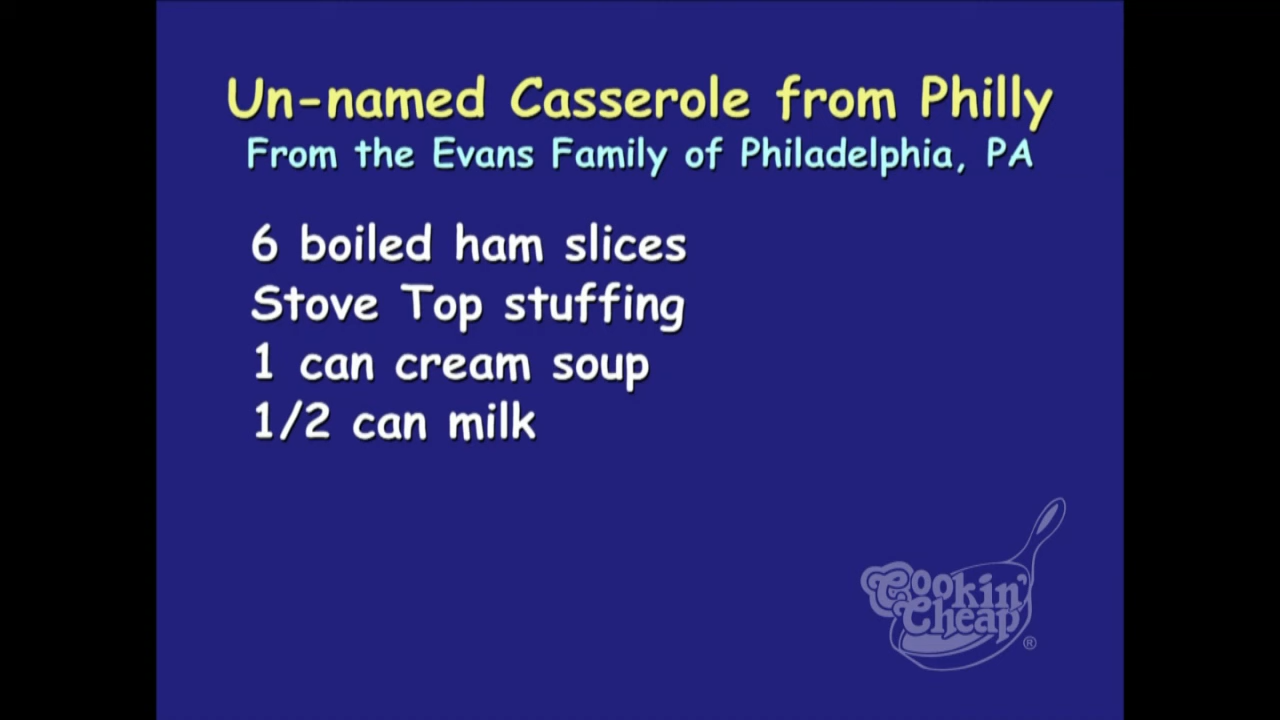 Un-named Casserole from Philly
From the Evans Family of Philadelphia, PA
6 boiled ham slices
Stove Top stuffing
1 can cream soup
1/2 can milk
Cookin'
Cheap
®